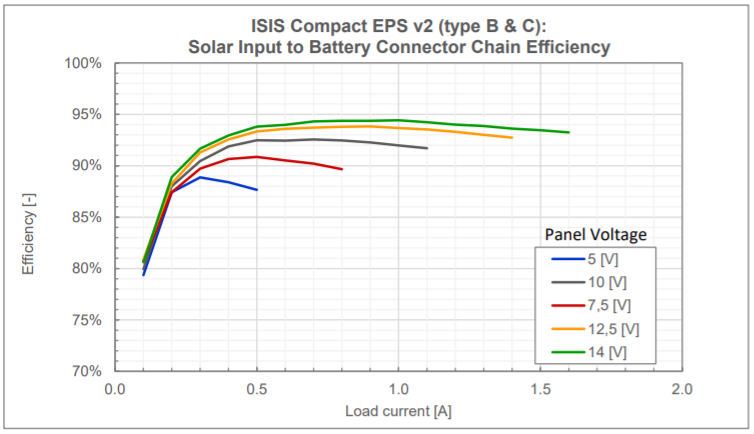 ISIS Compact EPS v2 (type B & C):
Solar Input to Battery Connector Chain Efficiency
100%
95%
90%
85%
80%
75%
70%
Efficiency [-]
Panel Voltage
5 [V]
10 [V]
7,5 [V]
12,5 [V]
14 [V]
0.0
0.5
1.0
1.5
2.0
Load current [A]